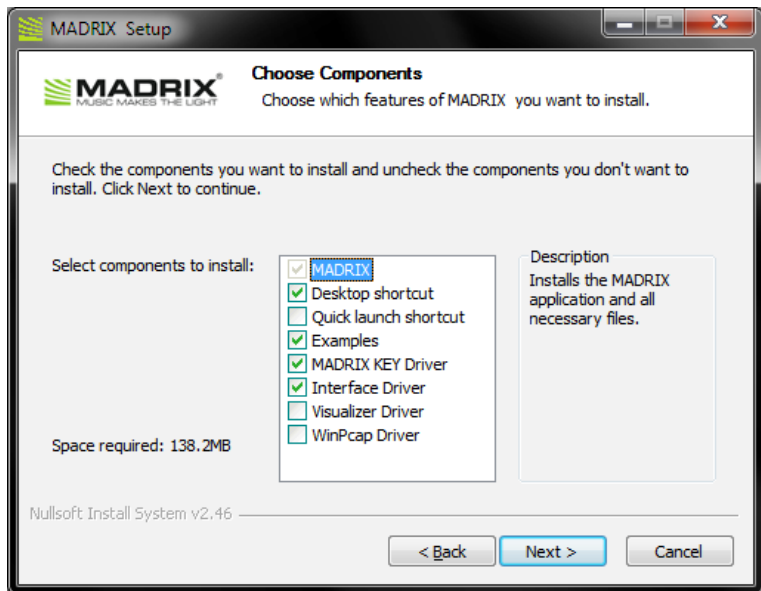 MADRIX Setup
MADRIX®
MUSIC MAKES THE LIGHT
Choose Components
Choose which features of MADRIX you want to install.
Check the components you want to install and uncheck the components you don't want to
install. Click Next to continue.
Select components to install:
MADRIX
Desktop shortcut
Quick launch shortcut
Examples
MADRIX KEY Driver
Interface Driver
Visualizer Driver
WinPcap Driver
Description
Installs the MADRIX
application and all
necessary files.
Space required: 138.2MB
Nullsoft Install System v2.46
< Back
Next >
Cancel